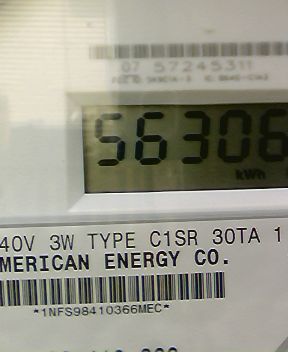 07 57245311
56306
kWh
40V 3W TYPE C1SR 30TA 1
MERICAN ENERGY CO.
*1NFS98410366MEC*